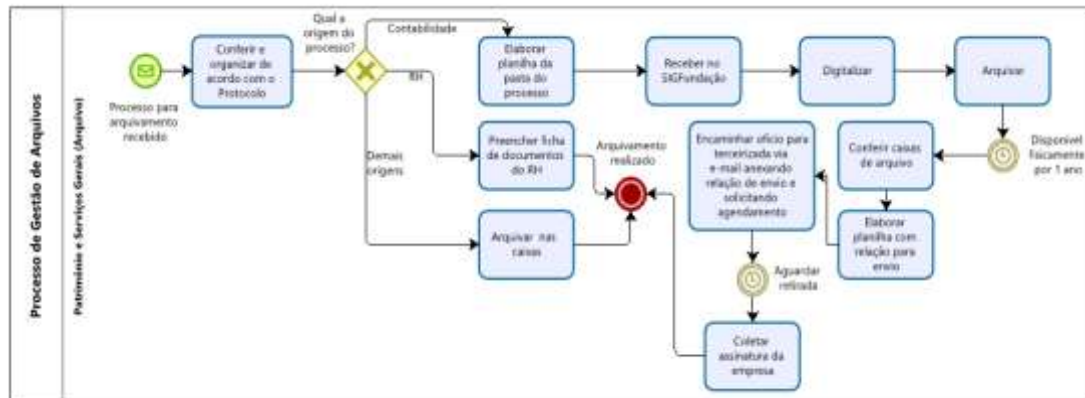 Processo de Gestão de Arquivos
Patrimônio e Serviços Gerais (Arquivo)
Processo para
arquivamento
recebido
Conferir e
organizar de
acordo com o
Protocolo
Qual a
origem do
processo?
Contabilidade
RH
Demais
origens
Elaborar
planilha da
pasta do
processo
Receber no
SIGFundação
Digitalizar
Arquivar
Disponível
fisicamente
por 1 ano
Preencher ficha
de documentos
do RH
Arquivamento
realizado
Encaminhar ofício para
terceirizada via
e-mail anexando
relação de envio e
solicitando
agendamento
Conferir caixas
de arquivo
Elaborar
planilha com
relação para
envio
Arquivar nas
caixas
Aguardar
retirada
Coletar
assinatura da
empresa